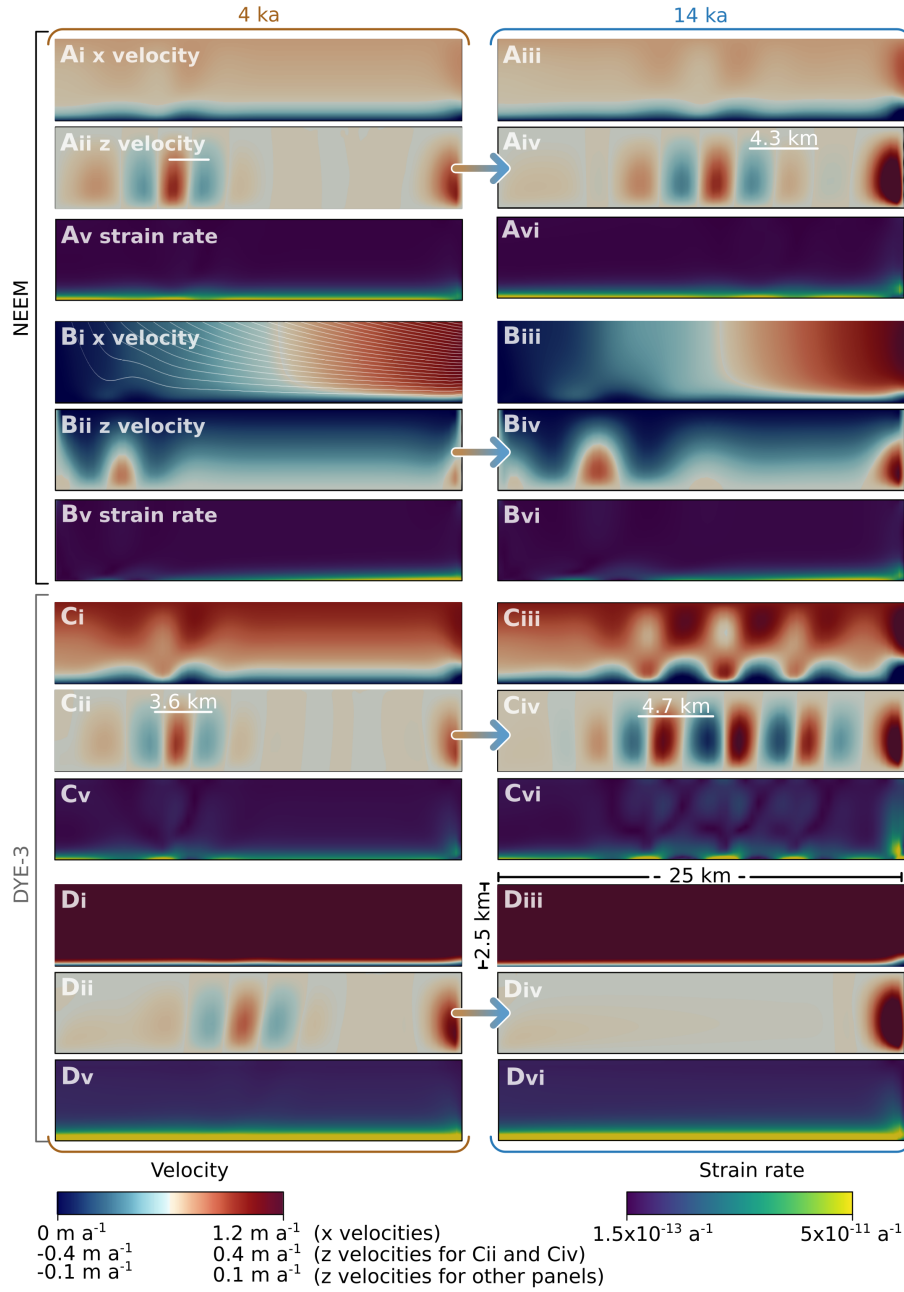 4 ka
14 ka
NEEM
Ai x velocity
Aiii
Aii z velocity
Aiv
4.3 km
Av strain rate
Avi
Bi x velocity
Biii
Bii z velocity
Biv
Bv strain rate
Bvi
DYE-3
Ci
Ciii
Cii
3.6 km
Civ
4.7 km
Cv
Cvi
- 25 km -
2.5 km
Di
Diii
Dii
Div
Dv
Dvi
Velocity
Strain rate
0 m a⁻¹ 1.2 m a⁻¹ (x velocities)
-0.4 m a⁻¹ 0.4 m a⁻¹ (z velocities for Cii and Civ)
-0.1 m a⁻¹ 0.1 m a⁻¹ (z velocities for other panels)
1.5x10⁻¹³ a⁻¹ 5x10⁻¹¹ a⁻¹